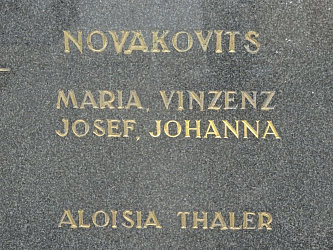 NOVAKOVITS
MARIA, VINZENZ
JOSEF, JOHANNA
ALOISIA THALER